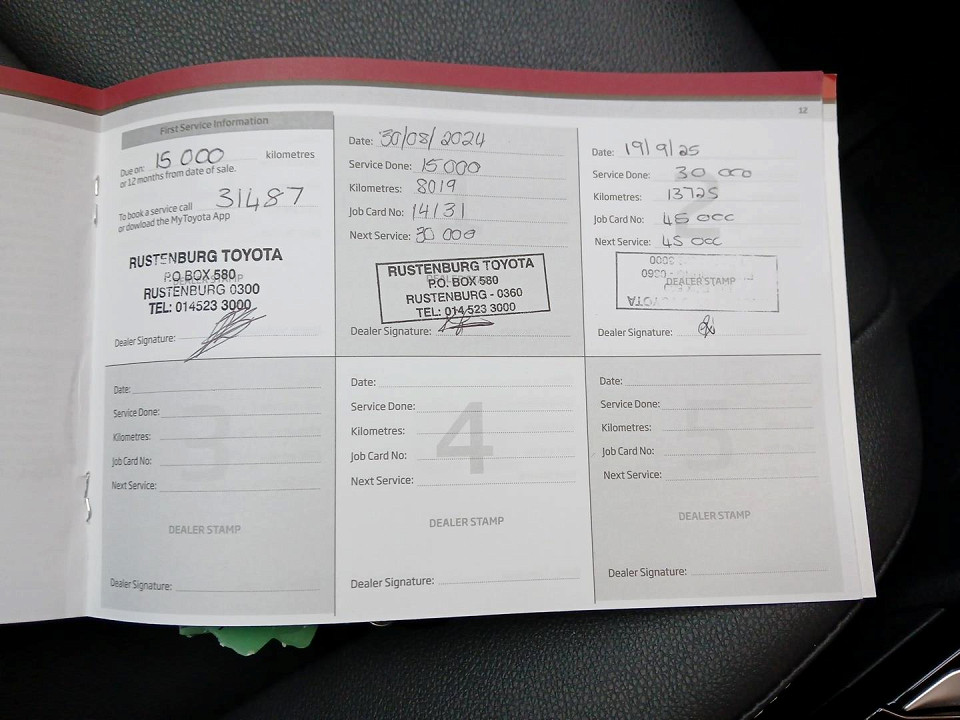 12
First Service Information
Due on: 15 000 kilometres
or 12 months from date of sale.
31487
To book a service call
or dowload the MyToyota App
RUSTENBURG TOYOTA
P.O. BOX 580
RUSTENBURG 0300
TEL: 014523 3000
Dealer Signature:
Date: 30/08/2024
Service Done: 15 000
Kilometres: 8019
Job Card No: 14131
Next Service: 30 000
RUSTENBURG TOYOTA
P.O. BOX 580
RUSTENBURG - 0360
TEL: 014 523 3000
Dealer Signature:
2
Date: 19/9/25
Service Done: 30 000
Kilometres: 13725
Job Card No: 45 000
Next Service: 45 000
DEALER STAMP
Dealer Signature:
3
Date:
Service Done:
Kilometres:
Job Card No:
Next Service:
DEALER STAMP
Dealer Signature:
4
Date:
Service Done:
Kilometres:
Job Card No:
Next Service:
DEALER STAMP
Dealer Signature:
5
Date:
Service Done:
Kilometres:
Job Card No:
Next Service:
DEALER STAMP
Dealer Signature: